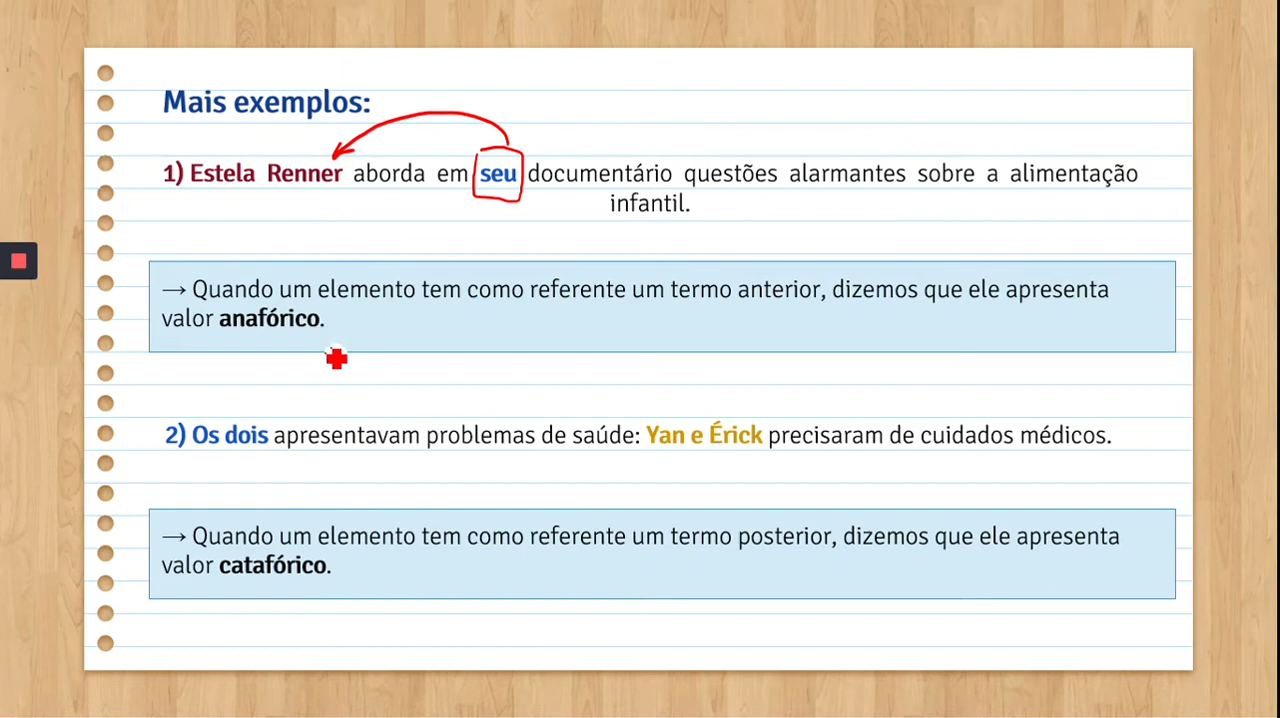 Mais exemplos:
1) Estela Renner aborda em seu documentário questões alarmantes sobre a alimentação
infantil.
→ Quando um elemento tem como referente um termo anterior, dizemos que ele apresenta
valor anafórico.
2) Os dois apresentavam problemas de saúde: Yan e Érick precisaram de cuidados médicos.
→ Quando um elemento tem como referente um termo posterior, dizemos que ele apresenta
valor catafórico.